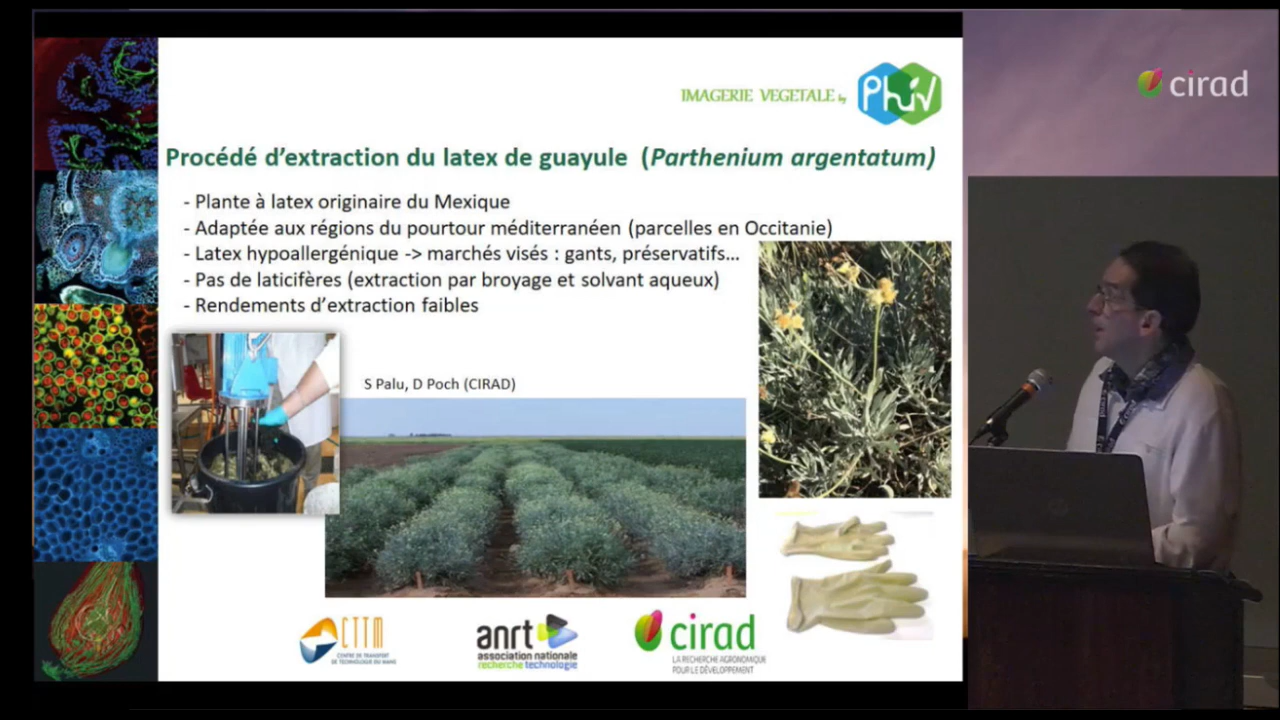 IMAGERIE VEGETALE by
Phiv
cirad
Procédé d'extraction du latex de guayule (Parthenium argentatum)
- Plante à latex originaire du Mexique
- Adaptée aux régions du pourtour méditerranéen (parcelles en Occitanie)
- Latex hypoallergénique -> marchés visés : gants, préservatifs...
- Pas de laticifères (extraction par broyage et solvant aqueux)
- Rendements d'extraction faibles
S Palu, D Poch (CIRAD)
CTTM
CENTRE DE TRANSFERT
DE TECHNOLOGIE DU MANS
anrt
association nationale
recherche technologie
cirad
LA RECHERCHE AGRONOMIQUE
POUR LE DÉVELOPPEMENT